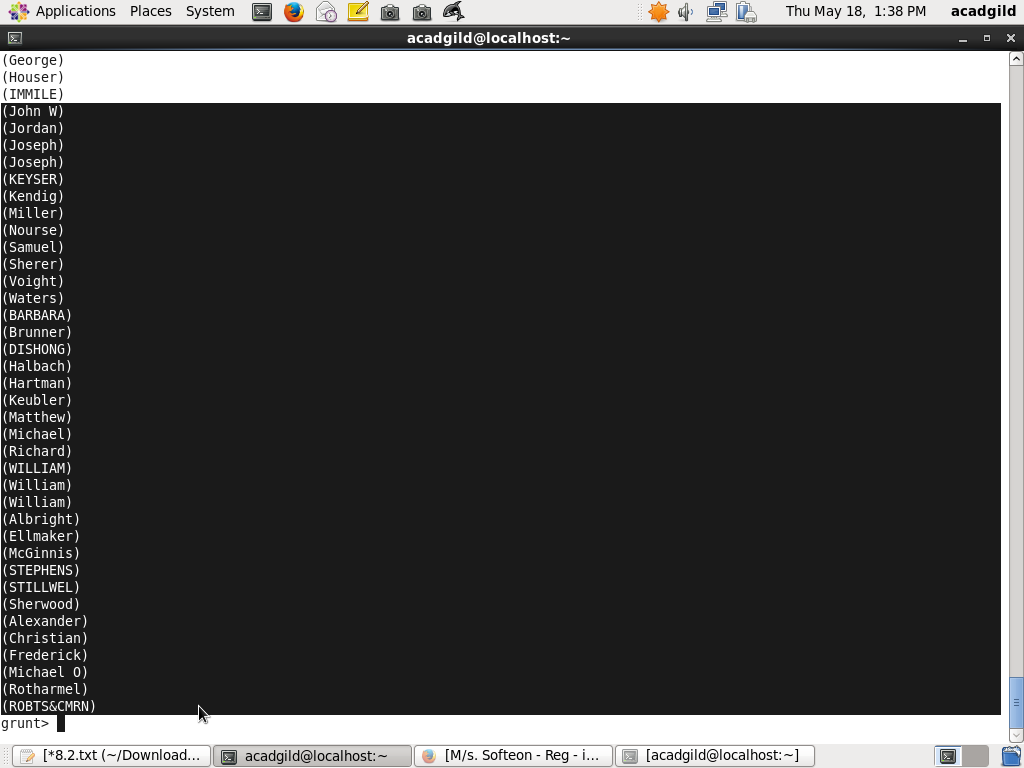 Applications Places System Thu May 18, 1:38 PM acadgild
acadgild@localhost:~
(George)
(Houser)
(IMMILE)
(John W)
(Jordan)
(Joseph)
(Joseph)
(KEYSER)
(Kendig)
(Miller)
(Nourse)
(Samuel)
(Sherer)
(Voight)
(Waters)
(BARBARA)
(Brunner)
(DISHONG)
(Halbach)
(Hartman)
(Keubler)
(Matthew)
(Michael)
(Richard)
(WILLIAM)
(William)
(William)
(Albright)
(Ellmaker)
(McGinnis)
(STEPHENS)
(STILLWEL)
(Sherwood)
(Alexander)
(Christian)
(Frederick)
(Michael O)
(Rotharmel)
(ROBTS&CMRN)
grunt>
[*8.2.txt (~/Download... acadgild@localhost:~ [M/s. Softeon - Reg - i... [acadgild@localhost:~]